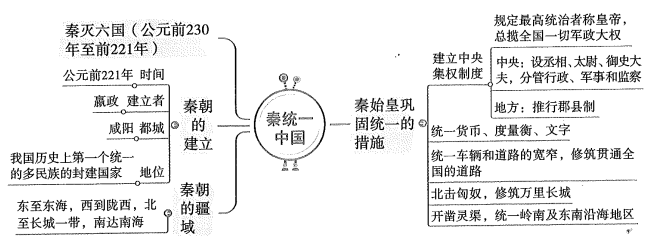 秦灭六国（公元前230
年至前221年）
公元前221年 时间
嬴政 建立者
咸阳 都城
我国历史上第一个统一
的多民族的封建国家 地位
秦朝
的
建立
东至东海，西到陇西，北
至长城一带，南达南海
秦朝
的疆
域
秦统一
中国
秦始皇巩
固统一的
措施
建立中央
集权制度
规定最高统治者称皇帝，
总揽全国一切军政大权
中央：设丞相、太尉、御史大
夫，分管行政、军事和监察
地方：推行郡县制
统一货币、度量衡、文字
统一车辆和道路的宽窄，修筑贯通全
国的道路
北击匈奴，修筑万里长城
开凿灵渠，统一岭南及东南沿海地区